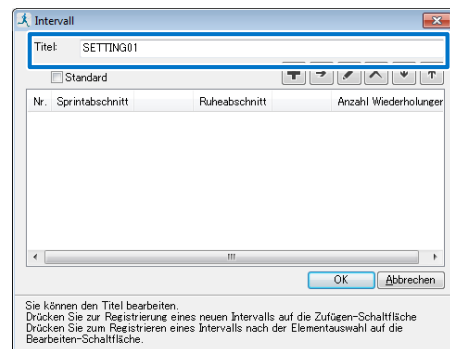 Intervall
Titel: SETTING01
Standard
Nr. Sprintabschnitt Ruheabschnitt Anzahl Wiederholunger
OK Abbrechen
Sie können den Titel bearbeiten.
Drücken Sie zur Registrierung eines neuen Intervalls auf die Zufügen-Schaltfläche
Drücken Sie zum Registrieren eines Intervalls nach der Elementauswahl auf die
Bearbeiten-Schaltfläche.